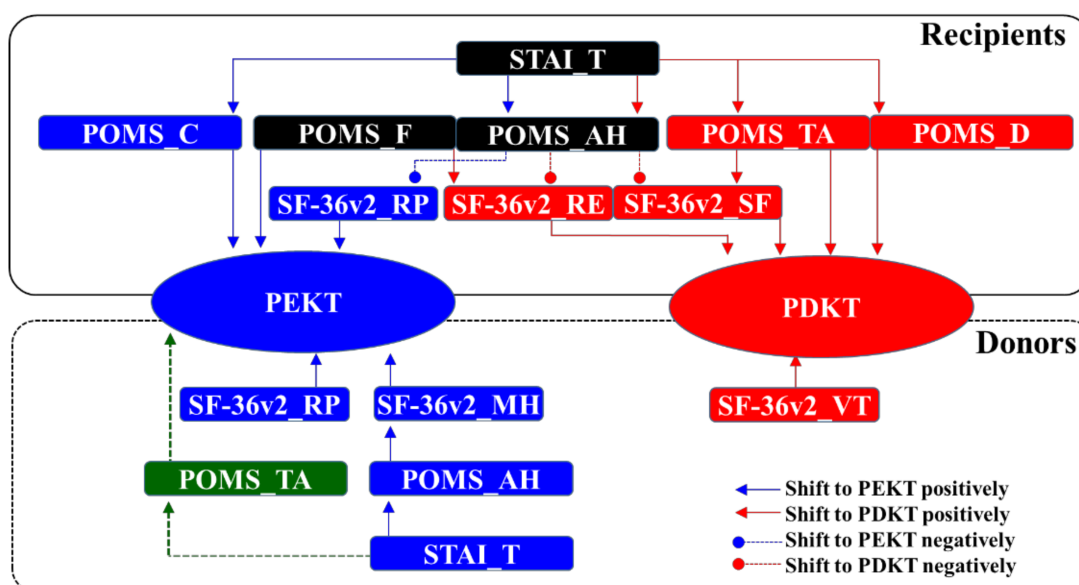 Recipients
STAI_T
POMS_C
POMS_F
POMS_AH
POMS_TA
POMS_D
SF-36v2_RP
SF-36v2_RE
SF-36v2_SF
PEKT
PDKT
Donors
SF-36v2_RP
SF-36v2_MH
SF-36v2_VT
POMS_TA
POMS_AH
STAI_T
Shift to PEKT positively
Shift to PDKT positively
Shift to PEKT negatively
Shift to PDKT negatively